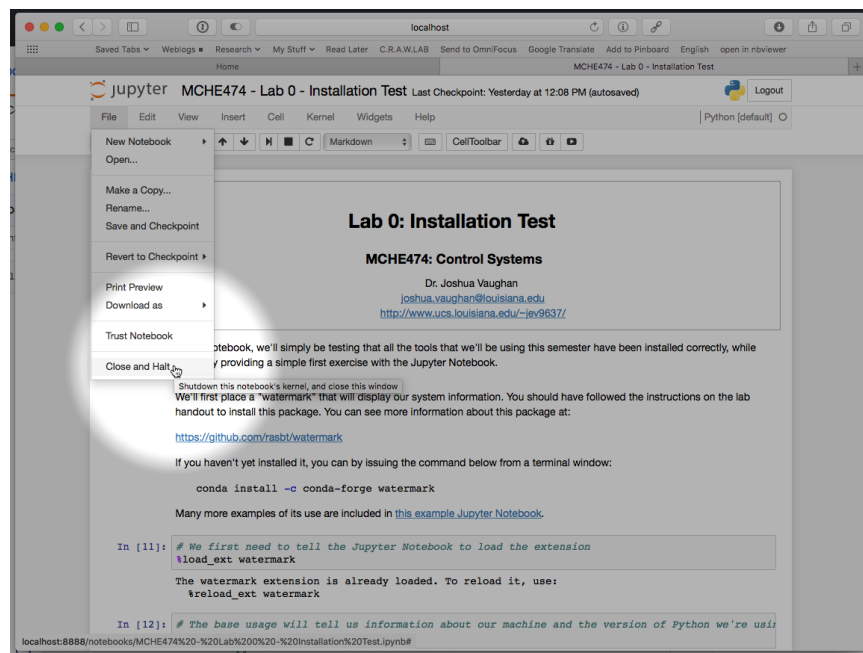 localhost
Saved Tabs Weblogs Research My Stuff Read Later C.R.A.W.LAB Send to OmniFocus Google Translate Add to Pinboard English open in nbviewer
Home MCHE474 - Lab 0 - Installation Test
jupyter MCHE474 - Lab 0 - Installation Test Last Checkpoint: Yesterday at 12:08 PM (autosaved) Logout
File Edit View Insert Cell Kernel Widgets Help Python [default]
New Notebook
Markdown CellToolbar
Open...
Make a Copy...
Rename...
Save and Checkpoint
Revert to Checkpoint
Print Preview
Download as
Trust Notebook
Close and Halt
Shutdown this notebook's kernel, and close this window
Lab 0: Installation Test
MCHE474: Control Systems
Dr. Joshua Vaughan
joshua.vaughan@louisiana.edu
http://www.ucs.louisiana.edu/~jev9637/
otebook, we'll simply be testing that all the tools that we'll be using this semester have been installed correctly, while
y providing a simple first exercise with the Jupyter Notebook.
We'll first place a "watermark" that will display our system information. You should have followed the instructions on the lab
handout to install this package. You can see more information about this package at:
https://github.com/rasbt/watermark
If you haven't yet installed it, you can by issuing the command below from a terminal window:
conda install -c conda-forge watermark
Many more examples of its use are included in this example Jupyter Notebook.
In [11]: # We first need to tell the Jupyter Notebook to load the extension
%load_ext watermark
The watermark extension is already loaded. To reload it, use:
%reload_ext watermark
In [12]: # The base usage will tell us information about our machine and the version of Python we're usin
localhost:8888/notebooks/MCHE474%20-%20Lab%200%20-%20Installation%20Test.ipynb#